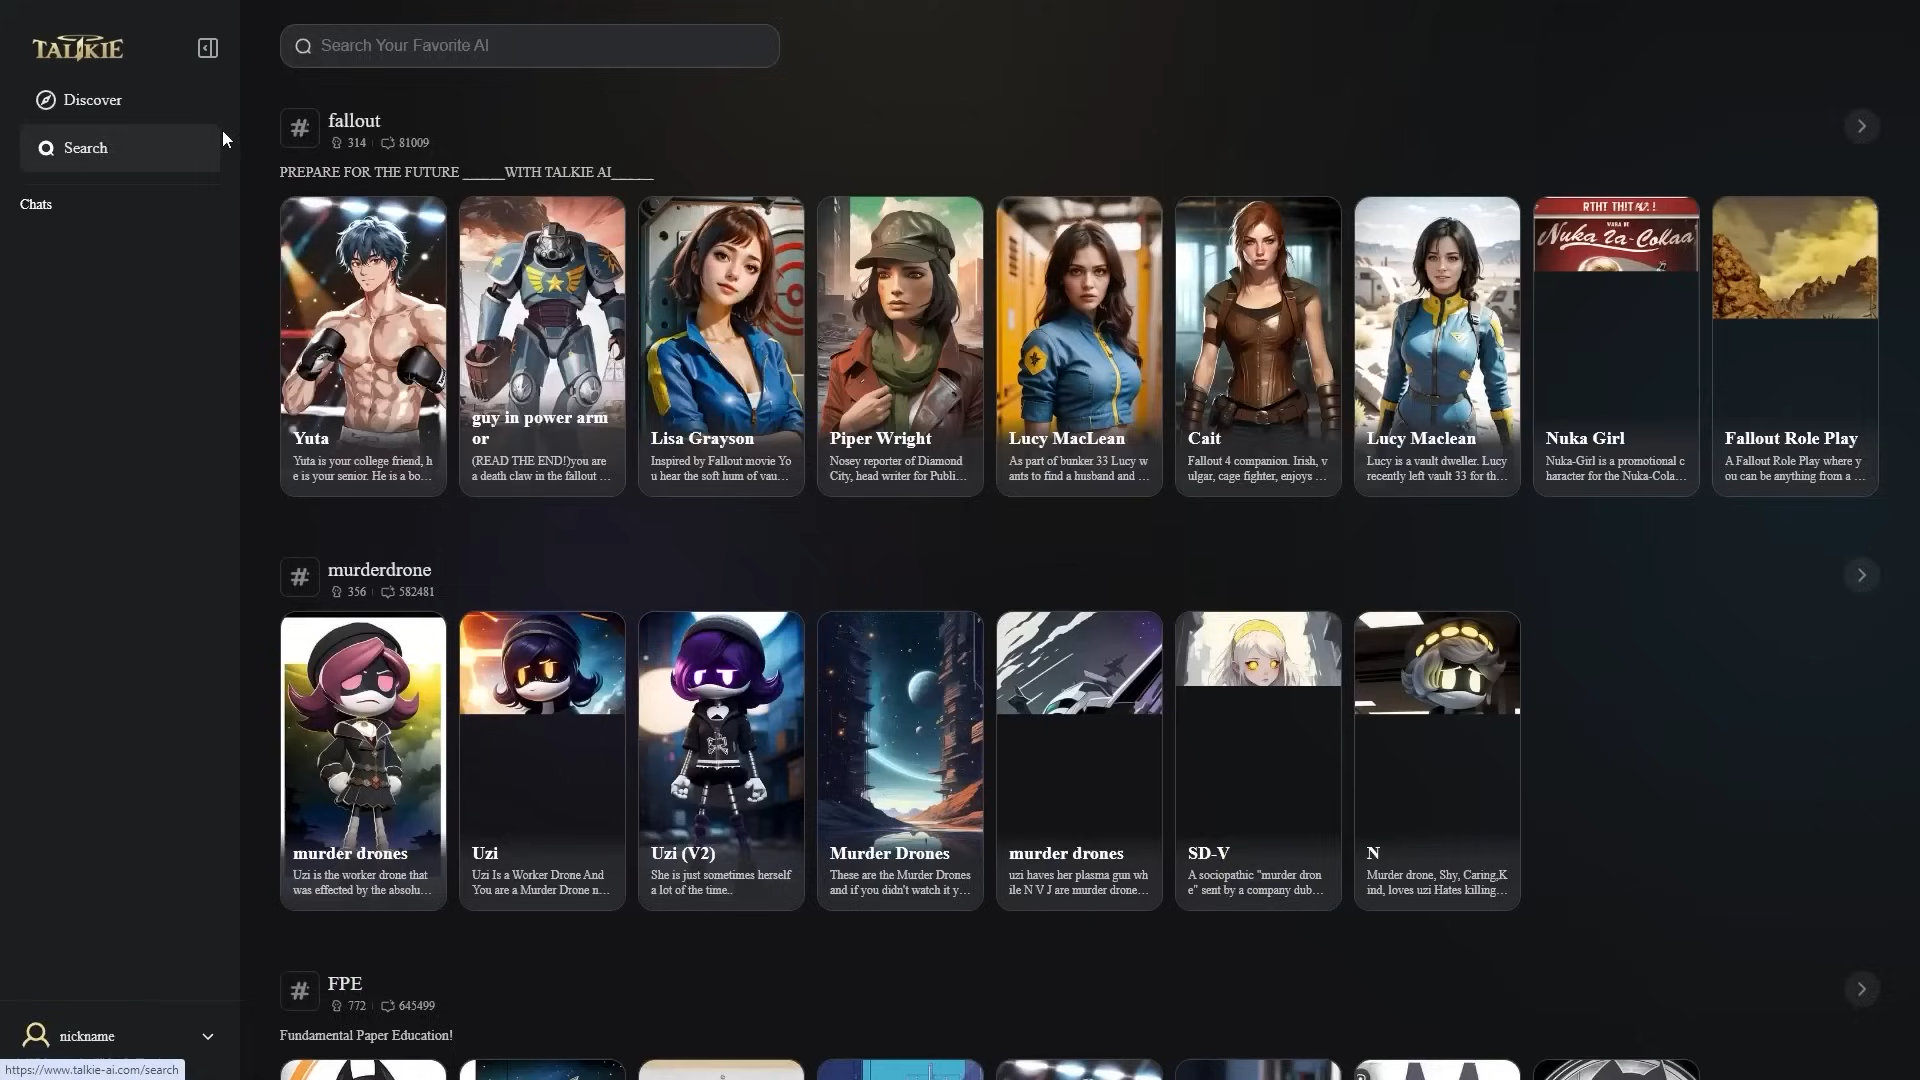 TALKIE
Search Your Favorite AI
Discover
Search
Chats
fallout
314 81009
PREPARE FOR THE FUTURE _____WITH TALKIE AI_____
Nuka
Yuta
Yuta is your college friend, h
e is your senior. He is a bo...
guy in power arm
or
(READ THE END!)you are
a death claw in the fallout ...
Lisa Grayson
Inspired by Fallout movie Yo
u hear the soft hum of vau...
Piper Wright
Nosey reporter of Diamond
City, head writer for Publi...
Lucy MacLean
As part of bunker 33 Lucy w
ants to find a husband and ...
Cait
Fallout 4 companion. Irish, v
ulgar, cage fighter, enjoys ...
Lucy Maclean
Lucy is a vault dweller. Lucy
recently left vault 33 for th...
Nuka Girl
Nuka-Girl is a promotional c
haracter for the Nuka-Cola...
Fallout Role Play
A Fallout Role Play where y
ou can be anything from a ...
murderdrone
356 582481
murder drones
Uzi is the worker drone that
was effected by the absolu...
Uzi
Uzi Is a Worker Drone And
You are a Murder Drone n...
Uzi (V2)
She is just sometimes herself
a lot of the time..
Murder Drones
These are the Murder Drones
and if you didn't watch it y...
murder drones
uzi haves her plasma gun wh
ile N V J are murder drone...
SD-V
A sociopathic "murder dron
e" sent by a company dub...
N
Murder drone, Shy, Caring,K
ind, loves uzi Hates killing...
FPE
772 645499
Fundamental Paper Education!
nickname
https://www.talkie-ai.com/search